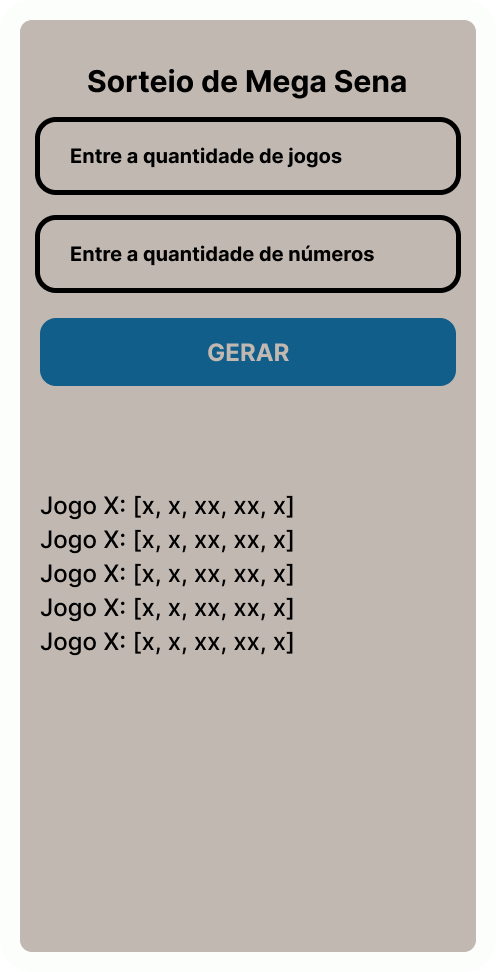 Sorteio de Mega Sena
Entre a quantidade de jogos
Entre a quantidade de números
GERAR
Jogo X: [x, x, xx, xx, x]
Jogo X: [x, x, xx, xx, x]
Jogo X: [x, x, xx, xx, x]
Jogo X: [x, x, xx, xx, x]
Jogo X: [x, x, xx, xx, x]